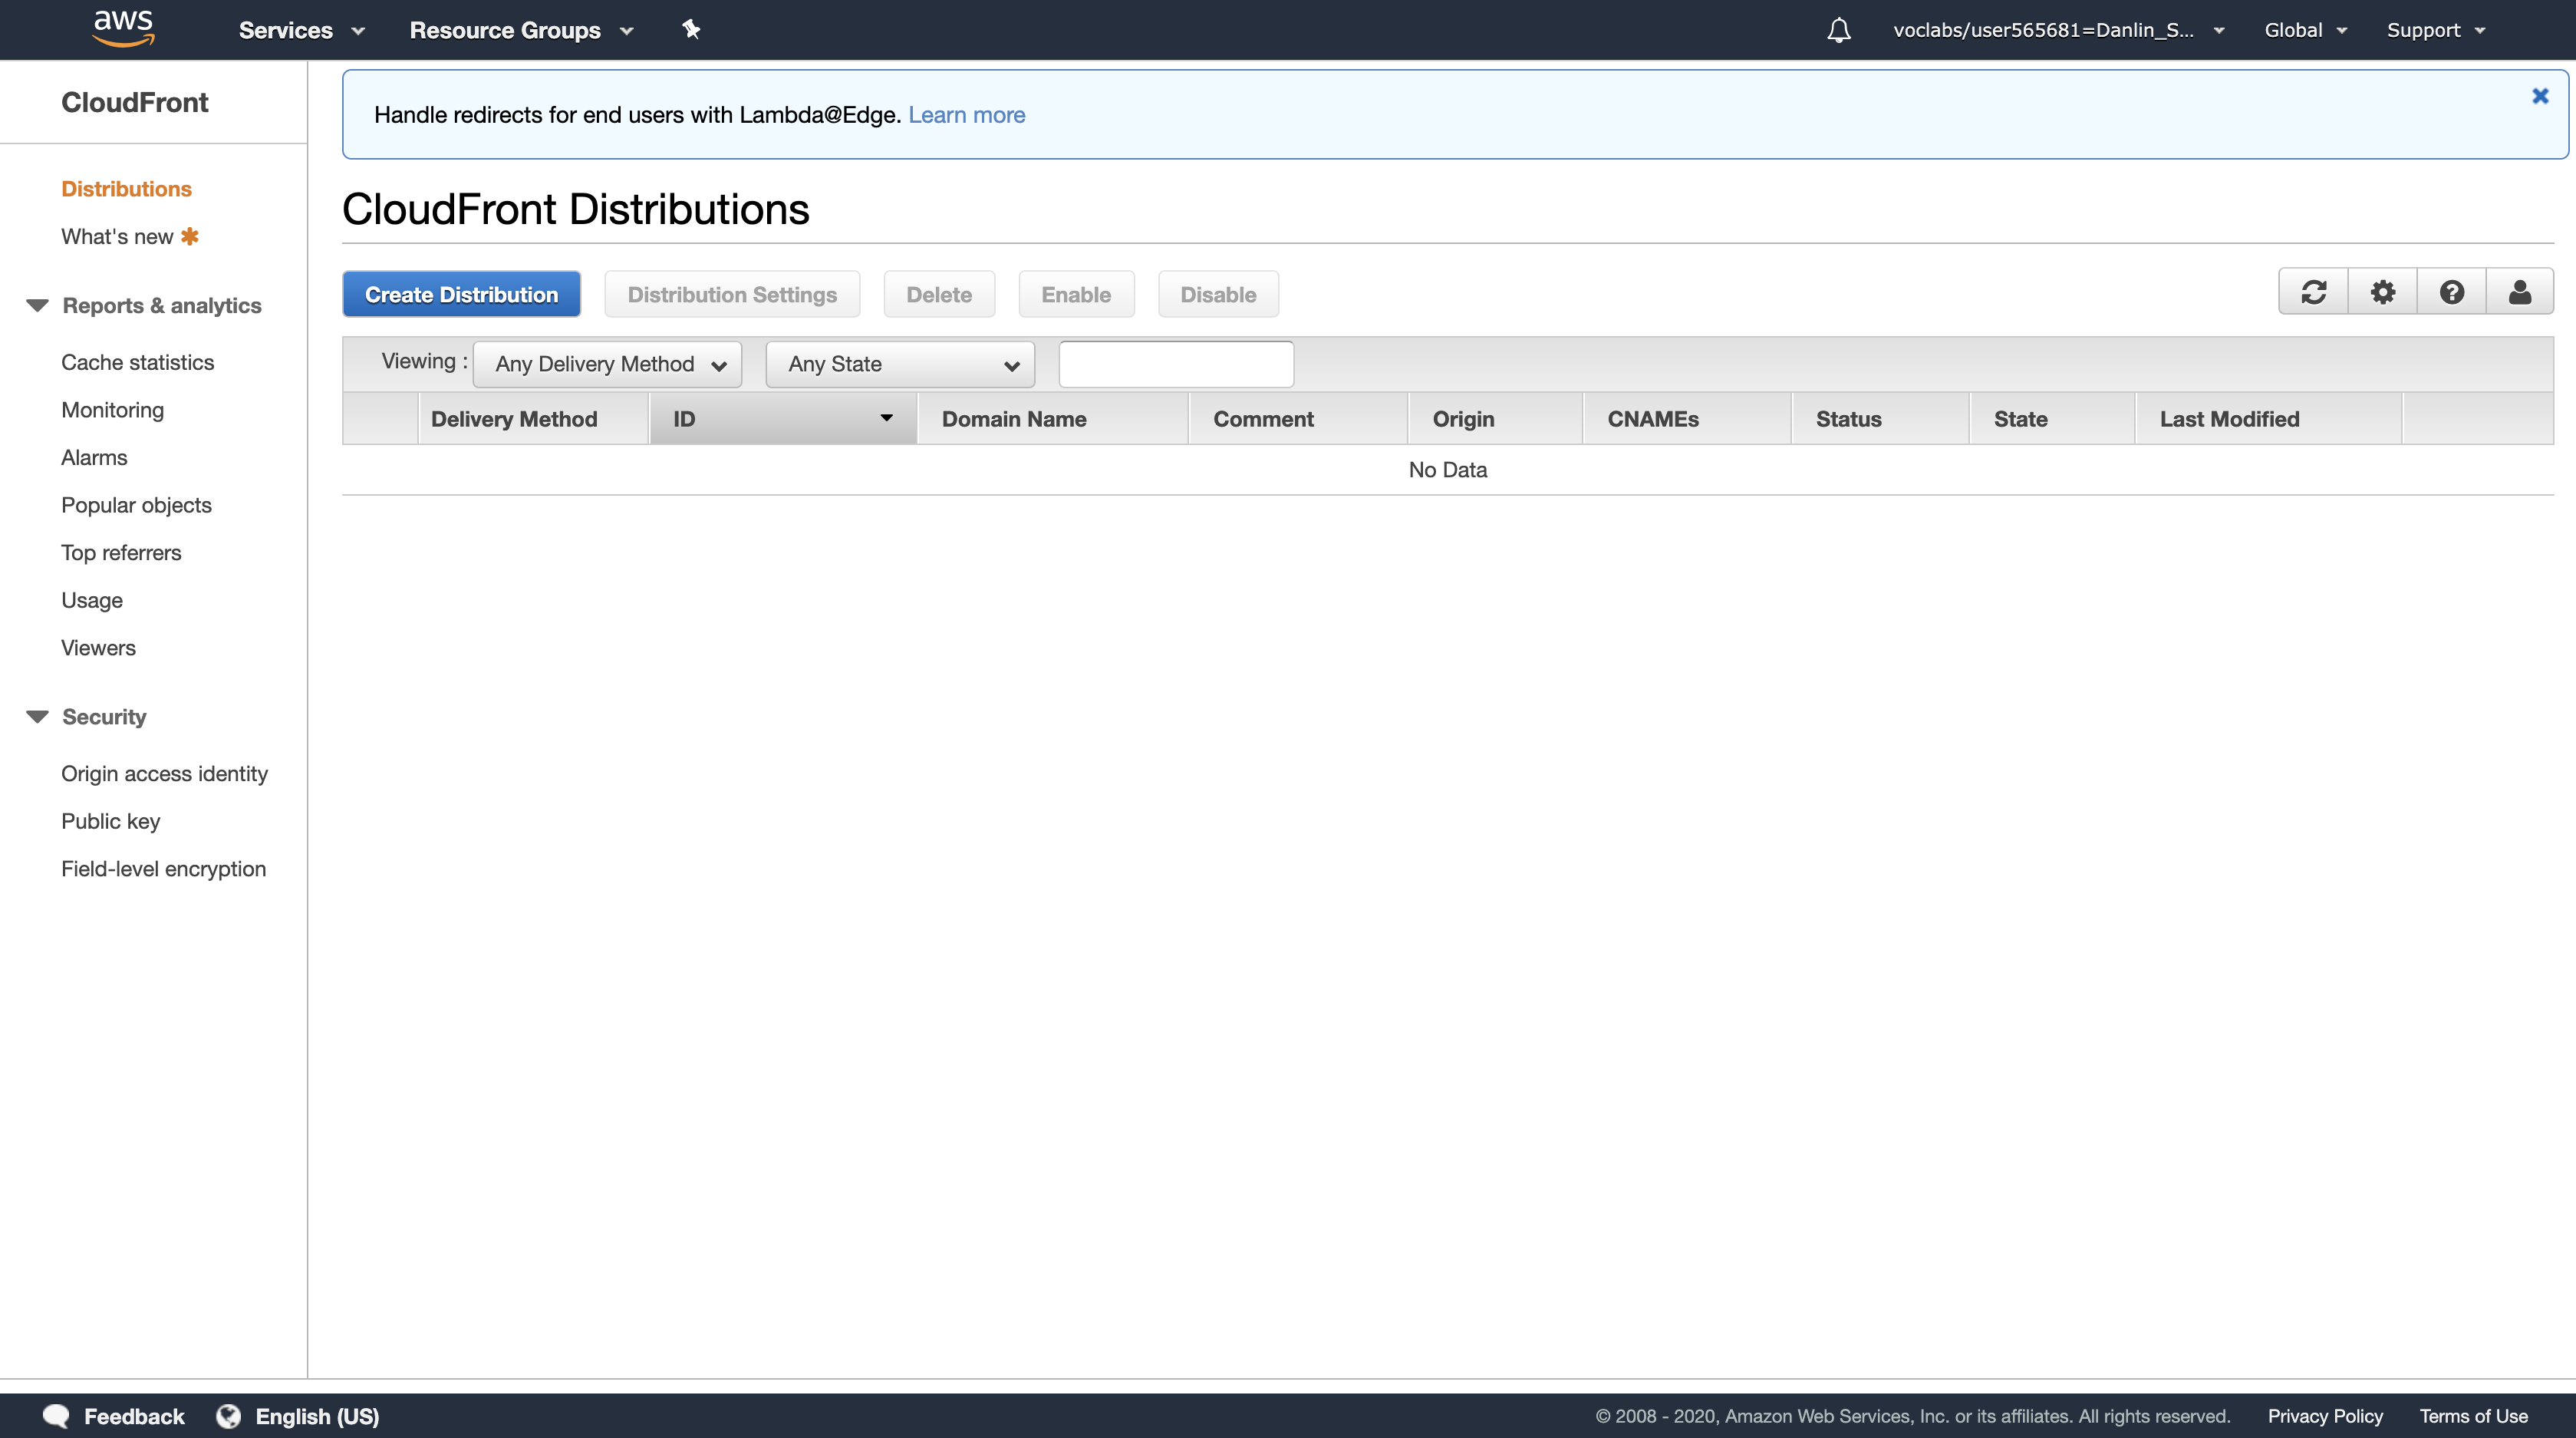 aws Services Resource Groups voclabs/user565681=Danlin_S... Global Support
CloudFront
Distributions
What's new
Reports & analytics
Cache statistics
Monitoring
Alarms
Popular objects
Top referrers
Usage
Viewers
Security
Origin access identity
Public key
Field-level encryption
Handle redirects for end users with Lambda@Edge. Learn more
CloudFront Distributions
Create Distribution Distribution Settings Delete Enable Disable
Viewing : Any Delivery Method Any State
Delivery Method ID Domain Name Comment Origin CNAMEs Status State Last Modified
No Data
Feedback English (US) © 2008 - 2020, Amazon Web Services, Inc. or its affiliates. All rights reserved. Privacy Policy Terms of Use